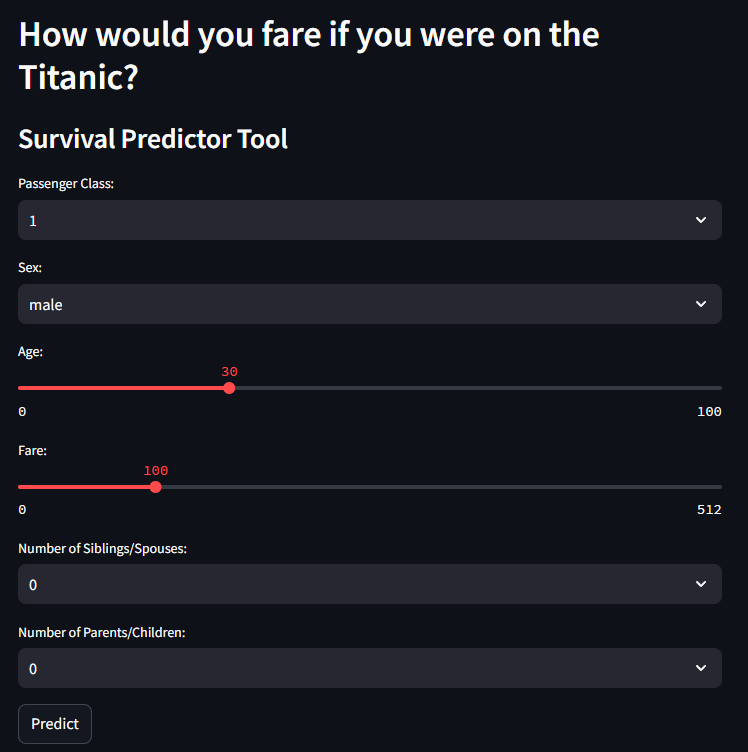 How would you fare if you were on the
Titanic?
Survival Predictor Tool
Passenger Class:
1
Sex:
male
Age:
30
0 100
Fare:
100
0 512
Number of Siblings/Spouses:
0
Number of Parents/Children:
0
Predict